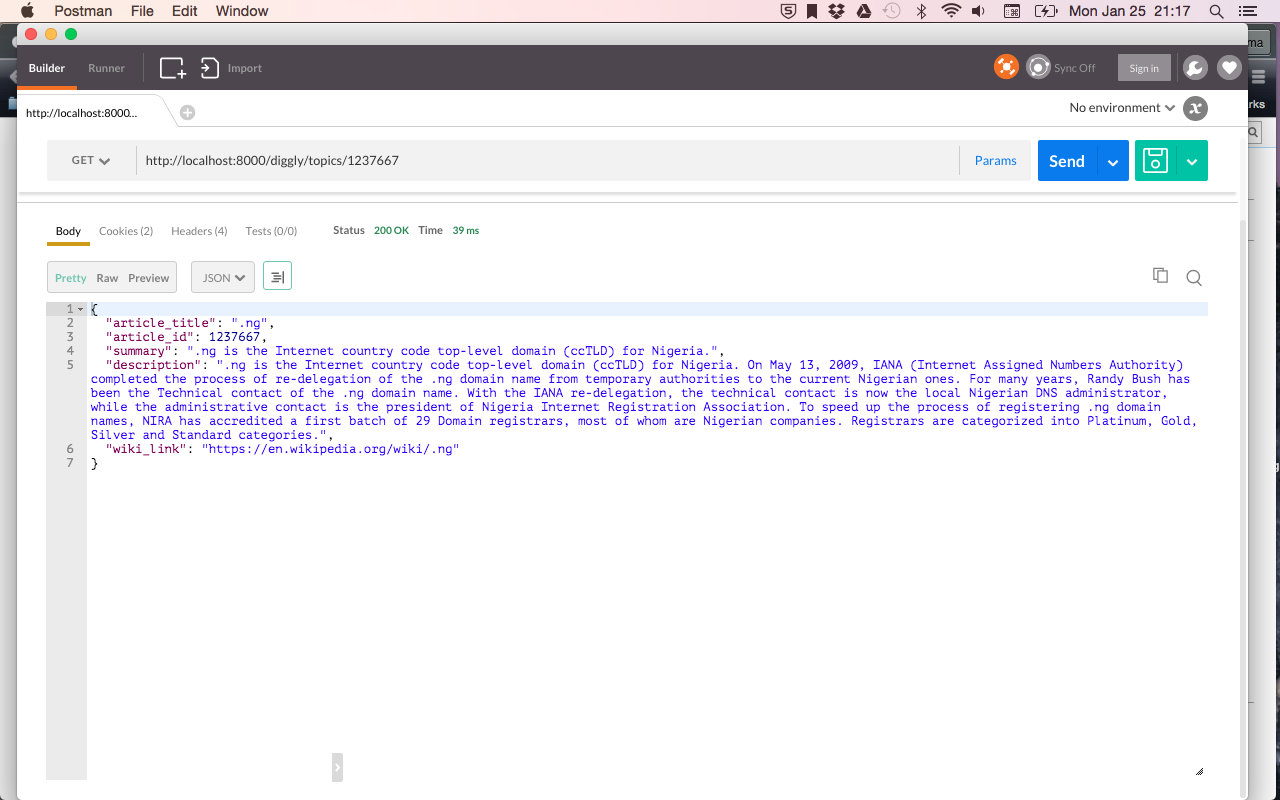 Postman File Edit Window Mon Jan 25 21:17
ma
Builder Runner Import Sync Off Sign in
rks
http://localhost:8000... No environment
GET http://localhost:8000/diggly/topics/1237667 Params Send
Body Cookies (2) Headers (4) Tests (0/0) Status 200 OK Time 39 ms
Pretty Raw Preview JSON
1 {
2 "article_title": ".ng",
3 "article_id": 1237667,
4 "summary": ".ng is the Internet country code top-level domain (ccTLD) for Nigeria.",
5 "description": ".ng is the Internet country code top-level domain (ccTLD) for Nigeria. On May 13, 2009, IANA (Internet Assigned Numbers Authority)
completed the process of re-delegation of the .ng domain name from temporary authorities to the current Nigerian ones. For many years, Randy Bush has
been the Technical contact of the .ng domain name. With the IANA re-delegation, the technical contact is now the local Nigerian DNS administrator,
while the administrative contact is the president of Nigeria Internet Registration Association. To speed up the process of registering .ng domain
names, NIRA has accredited a first batch of 29 Domain registrars, most of whom are Nigerian companies. Registrars are categorized into Platinum, Gold,
Silver and Standard categories.",
6 "wiki_link": "https://en.wikipedia.org/wiki/.ng"
7 }